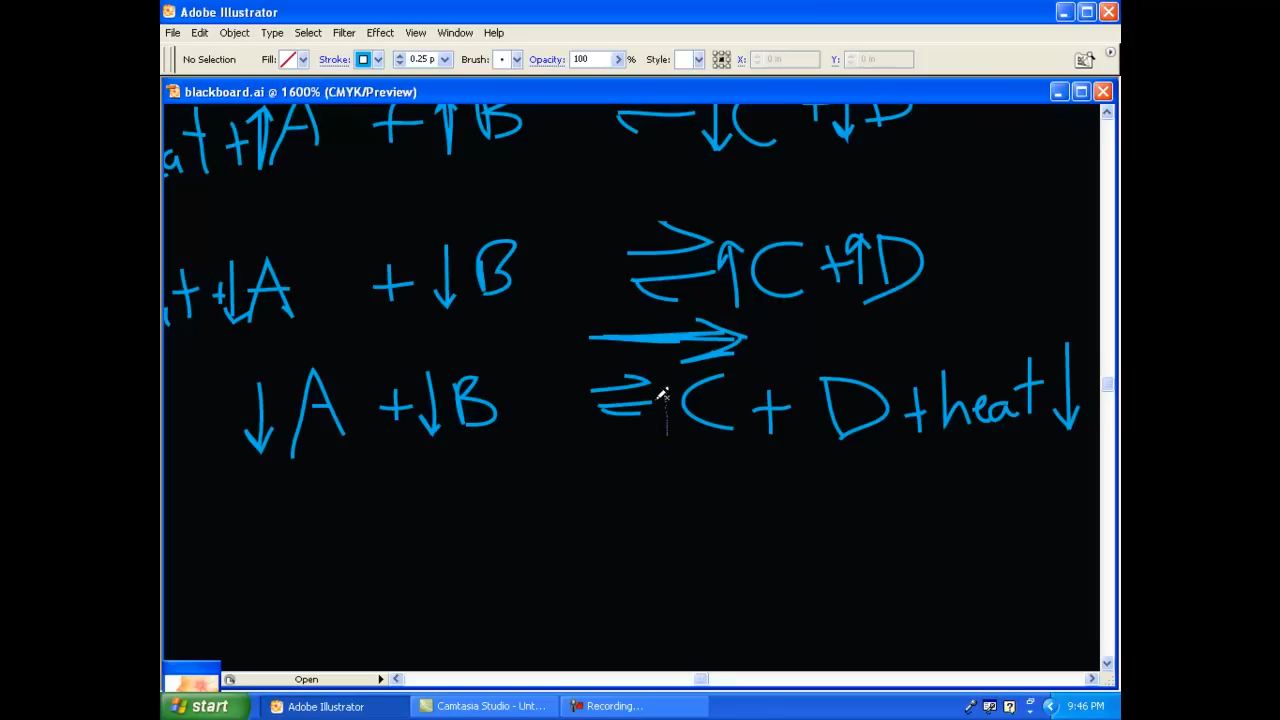 Adobe Illustrator
File Edit Object Type Select Filter Effect View Window Help
No Selection Fill: Stroke: 0.25 p Brush: Opacity: 100 % Style: X: 0 m Y: 0 m
blackboard.ai @ 1600% (CMYK/Preview)
at + ↑A + ↑B ↓C + ↓D
t + ↓A + ↓B ⇌ ↑C + ↑D
→
↓A + ↓B ⇌ C + D + heat ↓
Open
start Adobe Illustrator Camtasia Studio - Unt... Recording... 9:46 PM